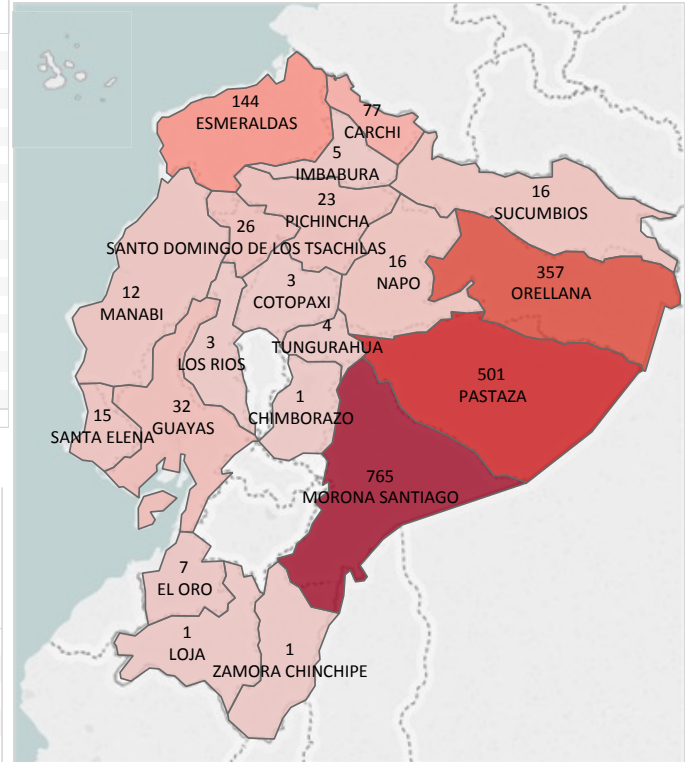 144
ESMERALDAS
77
CARCHI
5
IMBABURA
16
SUCUMBIOS
23
PICHINCHA
26
SANTO DOMINGO DE LOS TSACHILAS
16
NAPO
357
ORELLANA
3
COTOPAXI
12
MANABI
4
TUNGURAHUA
3
LOS RIOS
501
PASTAZA
1
CHIMBORAZO
32
GUAYAS
15
SANTA ELENA
765
MORONA SANTIAGO
7
EL ORO
1
LOJA
1
ZAMORA CHINCHIPE